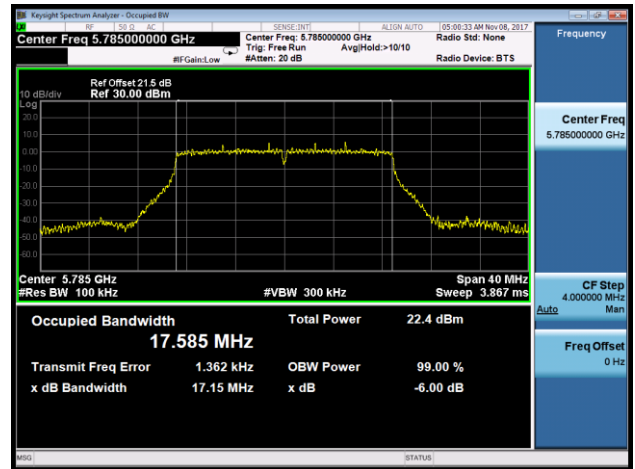 Keysight Spectrum Analyzer - Occupied BW
RF 50 Ω AC SENSE:INT ALIGN AUTO 05:00:33 AM Nov 08, 2017
Center Freq 5.785000000 GHz
Center Freq: 5.785000000 GHz
Radio Std: None
Trig: Free Run Avg|Hold:>10/10
#IFGain:Low #Atten: 20 dB Radio Device: BTS
Frequency
Ref Offset 21.5 dB
10 dB/div Ref 30.00 dBm
Log
20.0
10.0
0.00
-10.0
-20.0
-30.0
-40.0
-50.0
-60.0
Center 5.785 GHz Span 40 MHz
#Res BW 100 kHz #VBW 300 kHz Sweep 3.867 ms
Occupied Bandwidth Total Power 22.4 dBm
17.585 MHz
Transmit Freq Error 1.362 kHz OBW Power 99.00 %
x dB Bandwidth 17.15 MHz x dB -6.00 dB
Center Freq
5.785000000 GHz
CF Step
4.000000 MHz
Auto Man
Freq Offset
0 Hz
MSG STATUS